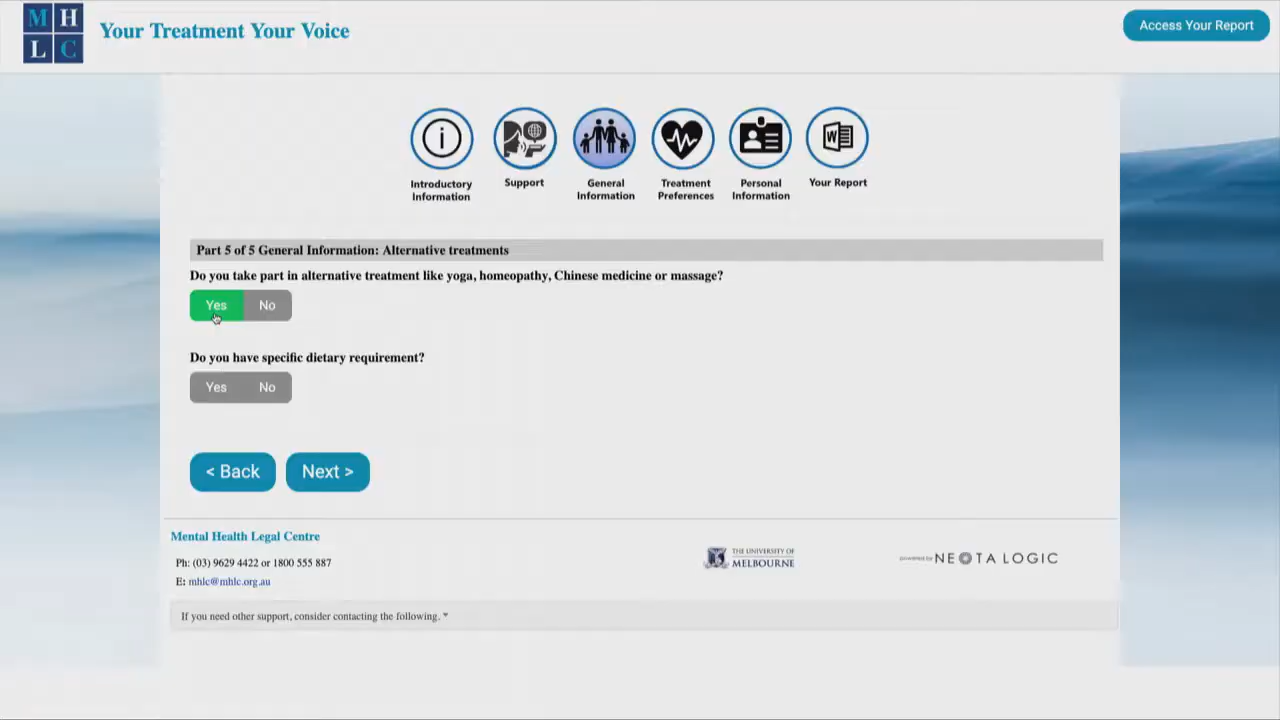 M H
L C
Your Treatment Your Voice
Access Your Report
Introductory
Information
Support
General
Information
Treatment
Preferences
Personal
Information
Your Report
Part 5 of 5 General Information: Alternative treatments
Do you take part in alternative treatment like yoga, homeopathy, Chinese medicine or massage?
Yes No
Do you have specific dietary requirement?
Yes No
< Back Next >
Mental Health Legal Centre
Ph: (03) 9629 4422 or 1800 555 887
E: mhlc@mhlc.org.au
THE UNIVERSITY OF
MELBOURNE
powered by NEOTA LOGIC
If you need other support, consider contacting the following.